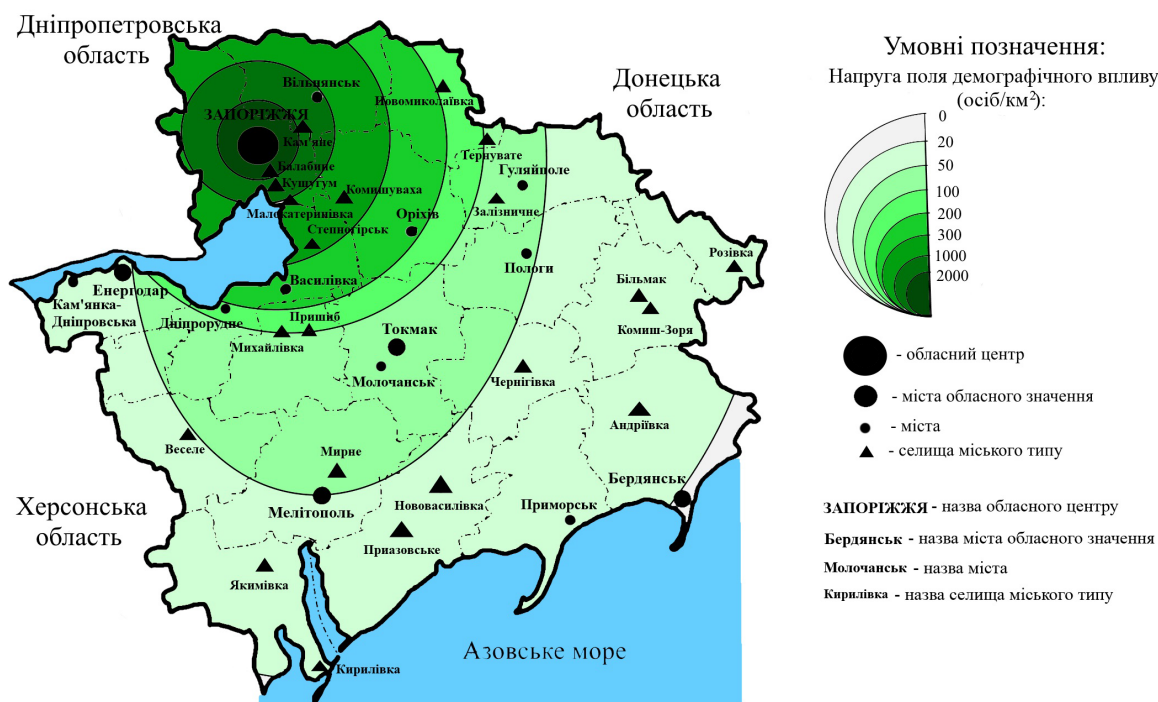 Дніпропетровська
область
Донецька
область
Херсонська
область
Азовське море
Вільнянськ
Новомиколаївка
ЗАПОРІЖЖЯ
Кам'яне
Тернувате
Балабине
Гуляйполе
Кушугум
Комишуваха
Залізничне
Малокатеринівка
Оріхів
Степногірськ
Пологи
Розівка
Більмак
Василівка
Енергодар
Кам'янка-
Дніпровська
Дніпрорудне
Пришиб
Комиш-Зоря
Токмак
Михайлівка
Молочанськ
Чернігівка
Андріївка
Веселе
Мирне
Бердянськ
Мелітополь
Нововасилівка
Приморськ
Приазовське
Якимівка
Кирилівка
Умовні позначення:
Напруга поля демографічного впливу
(осіб/км²):
0
20
50
100
200
300
1000
2000
- обласний центр
- міста обласного значення
- міста
- селища міського типу
ЗАПОРІЖЖЯ - назва обласного центру
Бердянськ - назва міста обласного значення
Молочанськ - назва міста
Кирилівка - назва селища міського типу